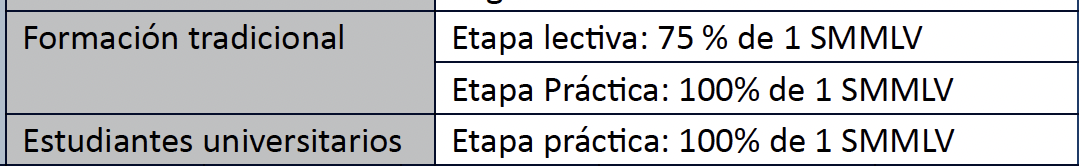 Formación tradicional
Etapa lectiva: 75 % de 1 SMMLV
Etapa Práctica: 100% de 1 SMMLV
Estudiantes universitarios
Etapa práctica: 100% de 1 SMMLV